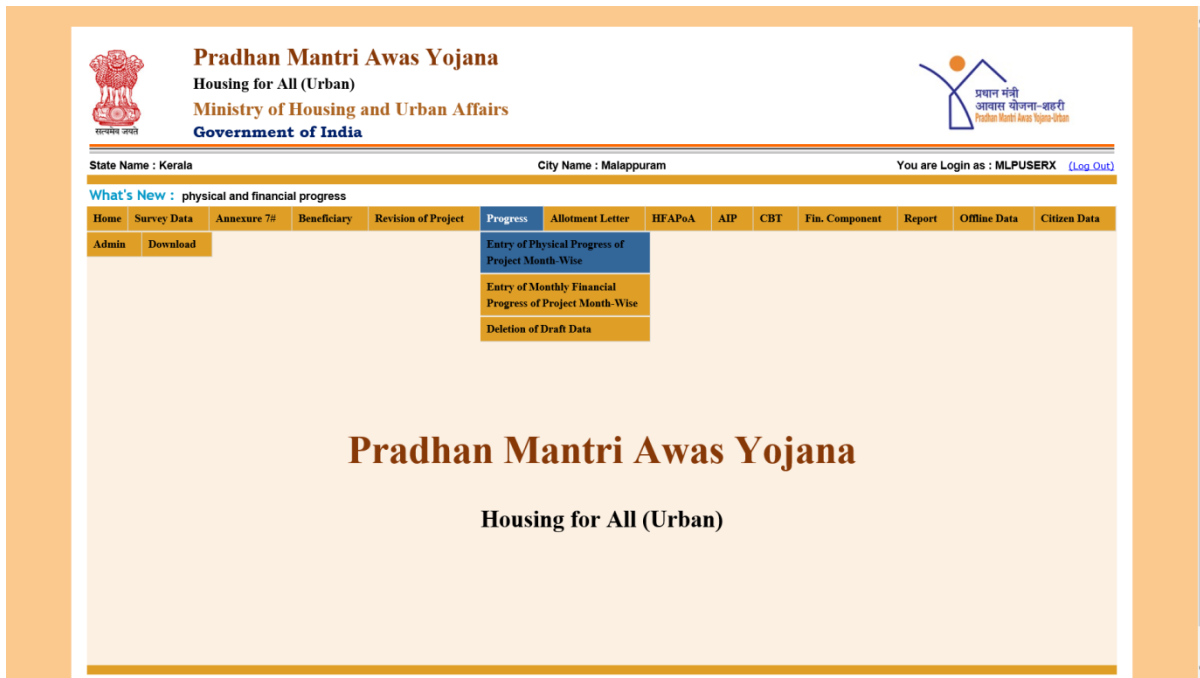 Pradhan Mantri Awas Yojana
Housing for All (Urban)
Ministry of Housing and Urban Affairs
Government of India
सत्यमेव जयते
प्रधान मंत्री
आवास योजना-शहरी
Pradhan Mantri Awas Yojana-Urban
State Name : Kerala City Name : Malappuram You are Login as : MLPUSERX (Log Out)
What's New : physical and financial progress
Home Survey Data Annexure 7# Beneficiary Revision of Project Progress Allotment Letter HFAPoA AIP CBT Fin. Component Report Offline Data Citizen Data
Admin Download
Entry of Physical Progress of
Project Month-Wise
Entry of Monthly Financial
Progress of Project Month-Wise
Deletion of Draft Data
Pradhan Mantri Awas Yojana
Housing for All (Urban)